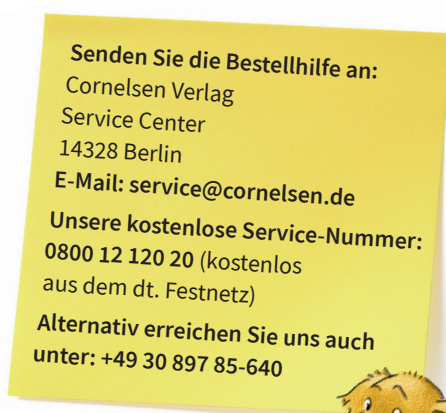 Senden Sie die Bestellhilfe an:
Cornelsen Verlag
Service Center
14328 Berlin
E-Mail: service@cornelsen.de
Unsere kostenlose Service-Nummer:
0800 12 120 20 (kostenlos
aus dem dt. Festnetz)
Alternativ erreichen Sie uns auch
unter: +49 30 897 85-640